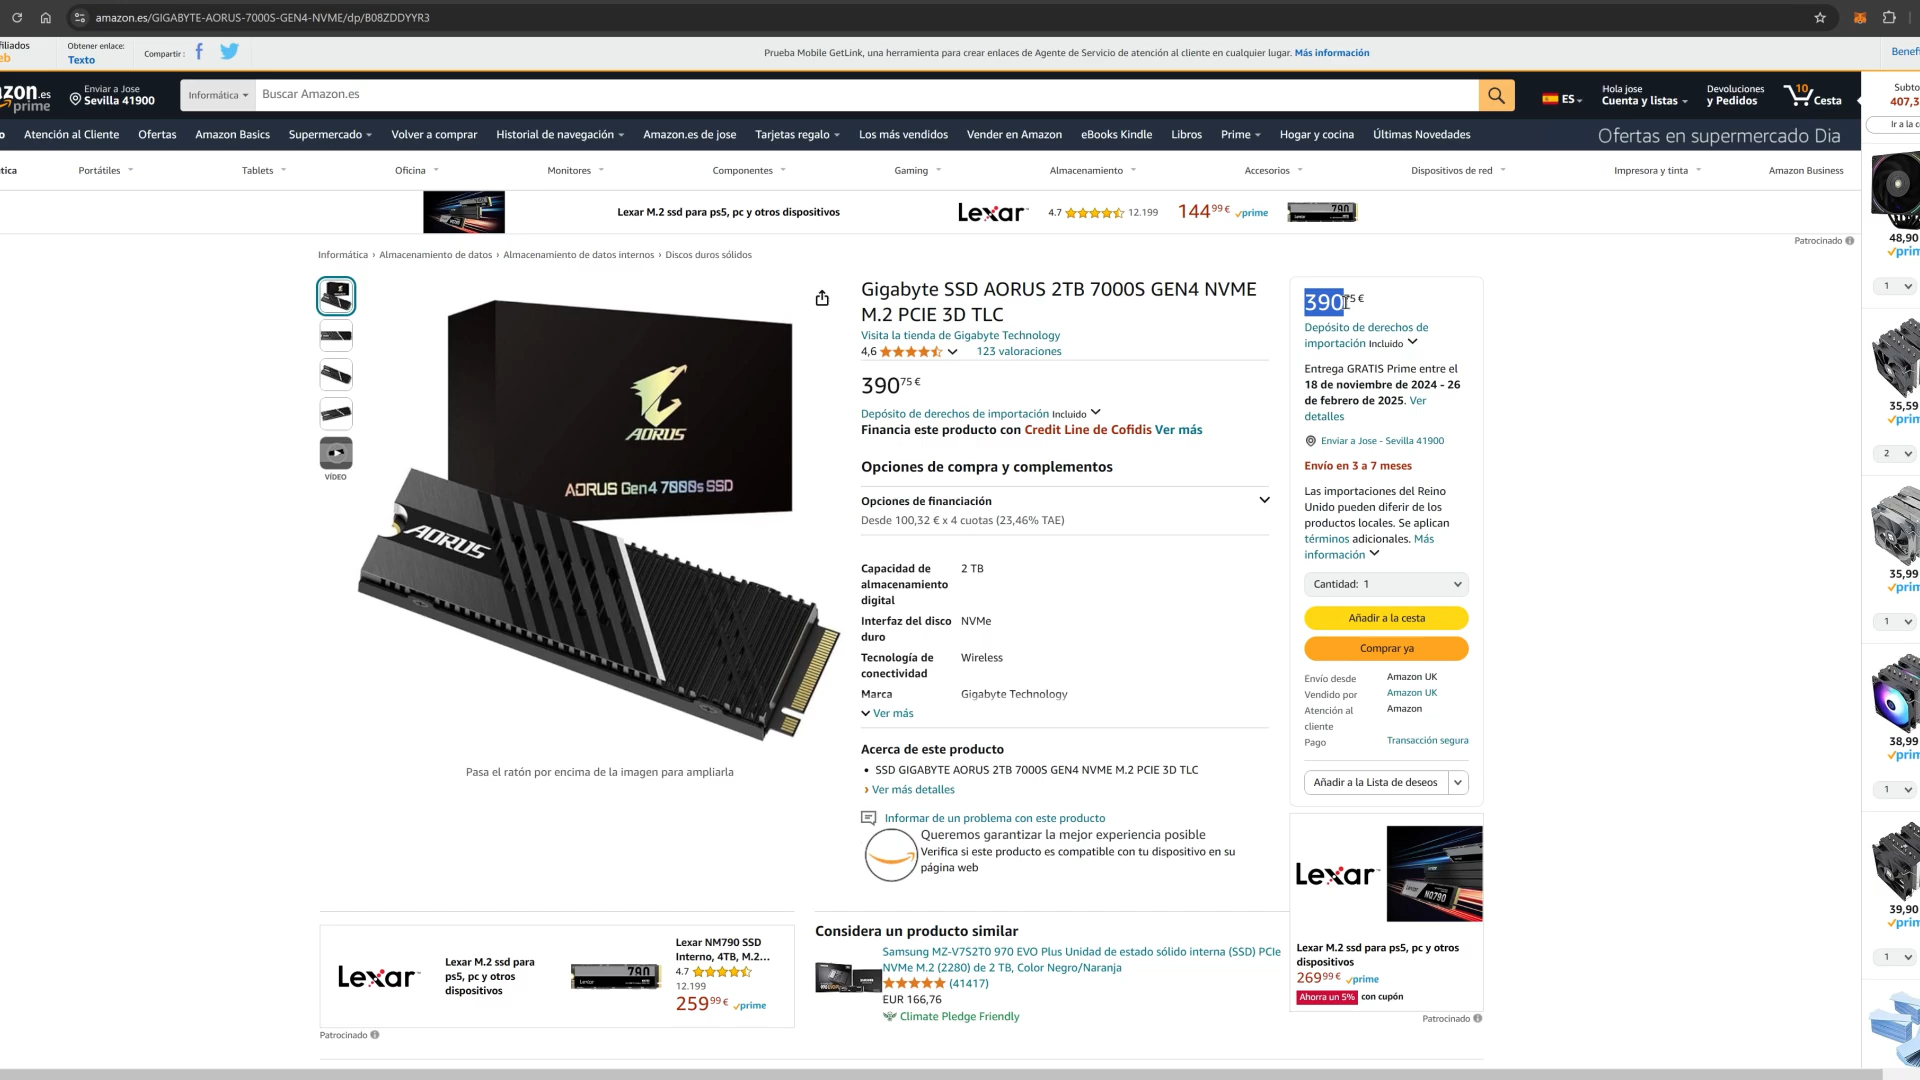 amazon.es/GIGABYTE-AORUS-7000S-GEN4-NVME/dp/B08ZDDYYR3
filiados
eb
Obtener enlace:
Texto
Compartir :
Prueba Mobile GetLink, una herramienta para crear enlaces de Agente de Servicio de atención al cliente en cualquier lugar. Más información
Benef
azon.es
prime
Enviar a Jose
Sevilla 41900
Informática
Buscar Amazon.es
ES
Hola jose
Cuenta y listas
Devoluciones
y Pedidos
10
Cesta
Subto
407,3
Ir a la c
o
Atención al Cliente
Ofertas
Amazon Basics
Supermercado
Volver a comprar
Historial de navegación
Amazon.es de jose
Tarjetas regalo
Los más vendidos
Vender en Amazon
eBooks Kindle
Libros
Prime
Hogar y cocina
Últimas Novedades
Ofertas en supermercado Dia
tica
Portátiles
Tablets
Oficina
Monitores
Componentes
Gaming
Almacenamiento
Accesorios
Dispositivos de red
Impresora y tinta
Amazon Business
Lexar M.2 ssd para ps5, pc y otros dispositivos
Lexar
4.7
12.199
144 99 €
prime
790
Patrocinado
Informática › Almacenamiento de datos › Almacenamiento de datos internos › Discos duros sólidos
VÍDEO
AORUS
AORUS Gen4 7000s SSD
AORUS
Pasa el ratón por encima de la imagen para ampliarla
Gigabyte SSD AORUS 2TB 7000S GEN4 NVME
M.2 PCIE 3D TLC
Visita la tienda de Gigabyte Technology
4,6
123 valoraciones
390 75 €
Depósito de derechos de importación Incluido
Financia este producto con Credit Line de Cofidis Ver más
Opciones de compra y complementos
Opciones de financiación
Desde 100,32 € x 4 cuotas (23,46% TAE)
Capacidad de
almacenamiento
digital
2 TB
Interfaz del disco
duro
NVMe
Tecnología de
conectividad
Wireless
Marca
Gigabyte Technology
Ver más
Acerca de este producto
• SSD GIGABYTE AORUS 2TB 7000S GEN4 NVME M.2 PCIE 3D TLC
› Ver más detalles
Informar de un problema con este producto
Queremos garantizar la mejor experiencia posible
Verifica si este producto es compatible con tu dispositivo en su
página web
390 75 €
Depósito de derechos de
importación Incluido
Entrega GRATIS Prime entre el
18 de noviembre de 2024 - 26
de febrero de 2025. Ver
detalles
Enviar a Jose - Sevilla 41900
Envío en 3 a 7 meses
Las importaciones del Reino
Unido pueden diferir de los
productos locales. Se aplican
términos adicionales. Más
información
Cantidad: 1
Añadir a la cesta
Comprar ya
Envío desde
Amazon UK
Vendido por
Amazon UK
Atención al
cliente
Amazon
Pago
Transacción segura
Añadir a la Lista de deseos
Lexar
NQ790
Lexar M.2 ssd para ps5, pc y otros
dispositivos
269 99 €
prime
Ahorra un 5% con cupón
Patrocinado
Lexar
Lexar M.2 ssd para
ps5, pc y otros
dispositivos
790
Lexar NM790 SSD
Interno, 4TB, M.2...
4.7
12.199
259 99 €
prime
Patrocinado
Considera un producto similar
Samsung MZ-V7S2T0 970 EVO Plus Unidad de estado sólido interna (SSD) PCIe
NVMe M.2 (2280) de 2 TB, Color Negro/Naranja
(41417)
EUR 166,76
Climate Pledge Friendly
48,90
prim
1
35,59
prim
2
35,99
prim
1
38,99
prim
1
39,90
prim
1